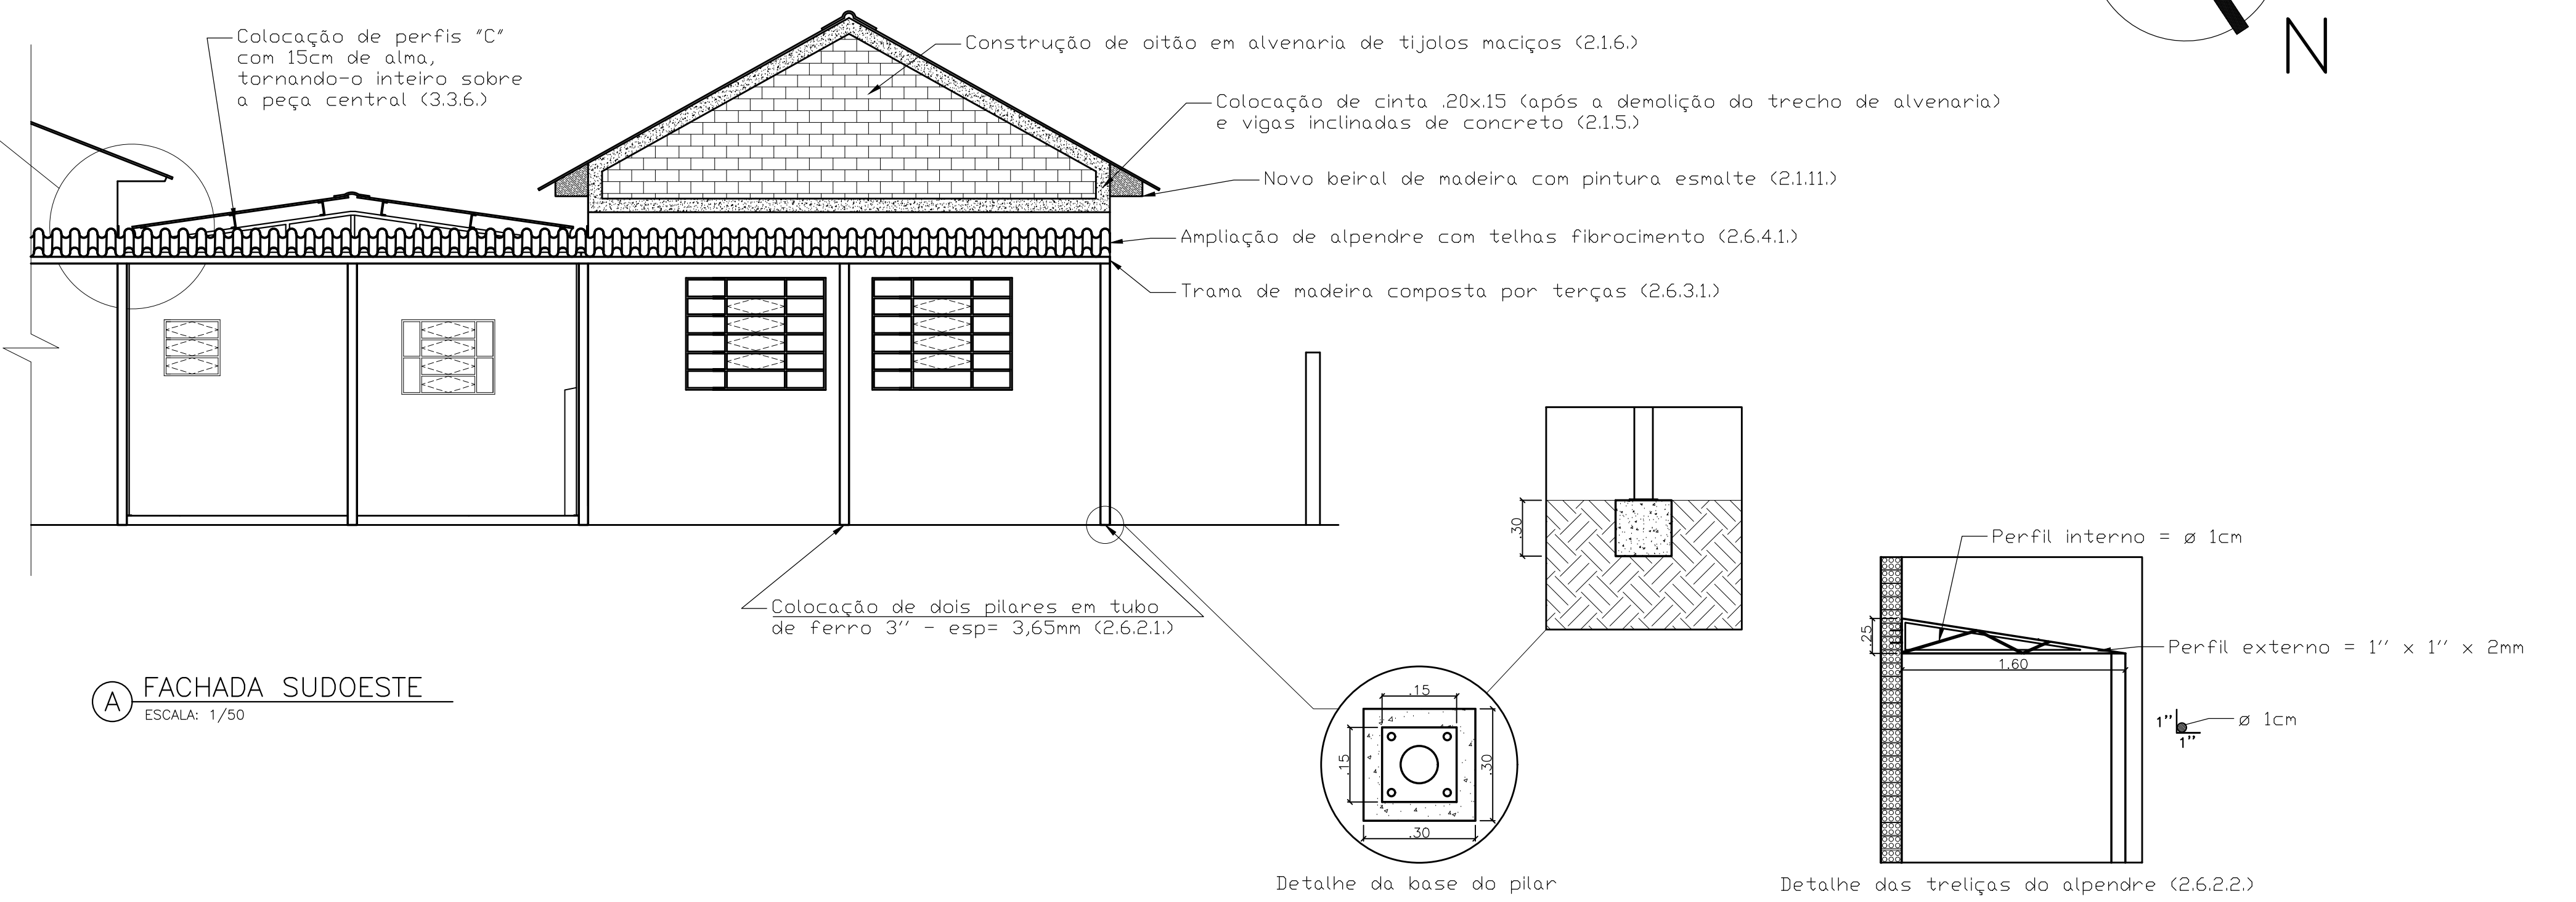 N
Colocação de perfis "C"
com 15cm de alma,
tornando-o inteiro sobre
a peça central (3.3.6.)
Construção de oitão em alvenaria de tijolos maciços (2.1.6.)
Colocação de cinta .20x.15 (após a demolição do trecho de alvenaria)
e vigas inclinadas de concreto (2.1.5.)
Novo beiral de madeira com pintura esmalte (2.1.11.)
Ampliação de alpendre com telhas fibrocimento (2.6.4.1.)
Trama de madeira composta por terças (2.6.3.1.)
Colocação de dois pilares em tubo
de ferro 3'' - esp= 3,65mm (2.6.2.1.)
A
FACHADA SUDOESTE
ESCALA: 1/50
.30
.15
.15
.30
.30
Detalhe da base do pilar
Perfil interno = ø 1cm
.25
Perfil externo = 1'' x 1'' x 2mm
1.60
1"
ø 1cm
1"
Detalhe das treliças do alpendre (2.6.2.2.)